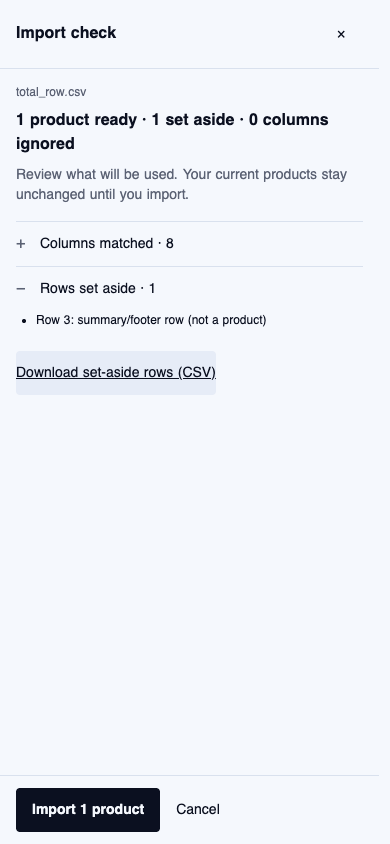 Import check
×
total_row.csv
1 product ready · 1 set aside · 0 columns
ignored
Review what will be used. Your current products stay
unchanged until you import.
+ Columns matched · 8
− Rows set aside · 1
• Row 3: summary/footer row (not a product)
Download set-aside rows (CSV)
Import 1 product
Cancel